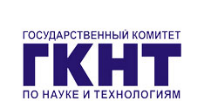 ГОСУДАРСТВЕННЫЙ КОМИТЕТ
ГКНТ
ПО НАУКЕ И ТЕХНОЛОГИЯМ